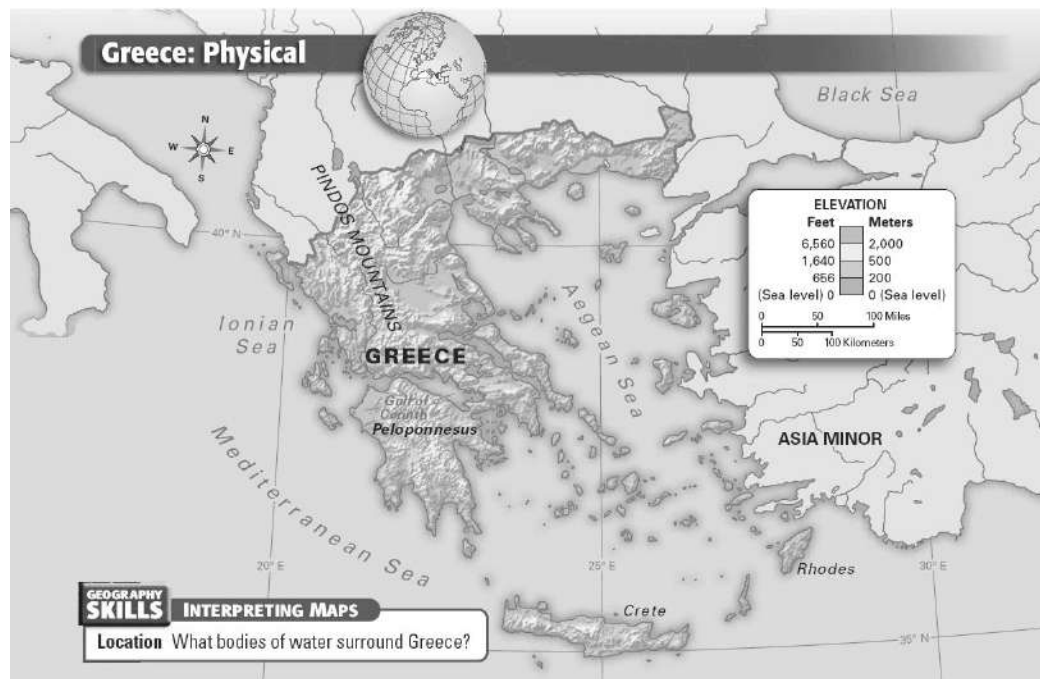 Greece: Physical
Black Sea
N
W E
S
PINDOS MOUNTAINS
40° N
ELEVATION
Feet Meters
6,560 2,000
1,640 500
656 200
(Sea level) 0 0 (Sea level)
0 50 100 Miles
0 50 100 Kilometers
Ionian
Sea
Aegean Sea
GREECE
Gulf of
Corinth
Peloponnesus
ASIA MINOR
Mediterranean Sea
20° E
25° E
30° E
Rhodes
Crete
35° N
GEOGRAPHY
SKILLS INTERPRETING MAPS
Location What bodies of water surround Greece?